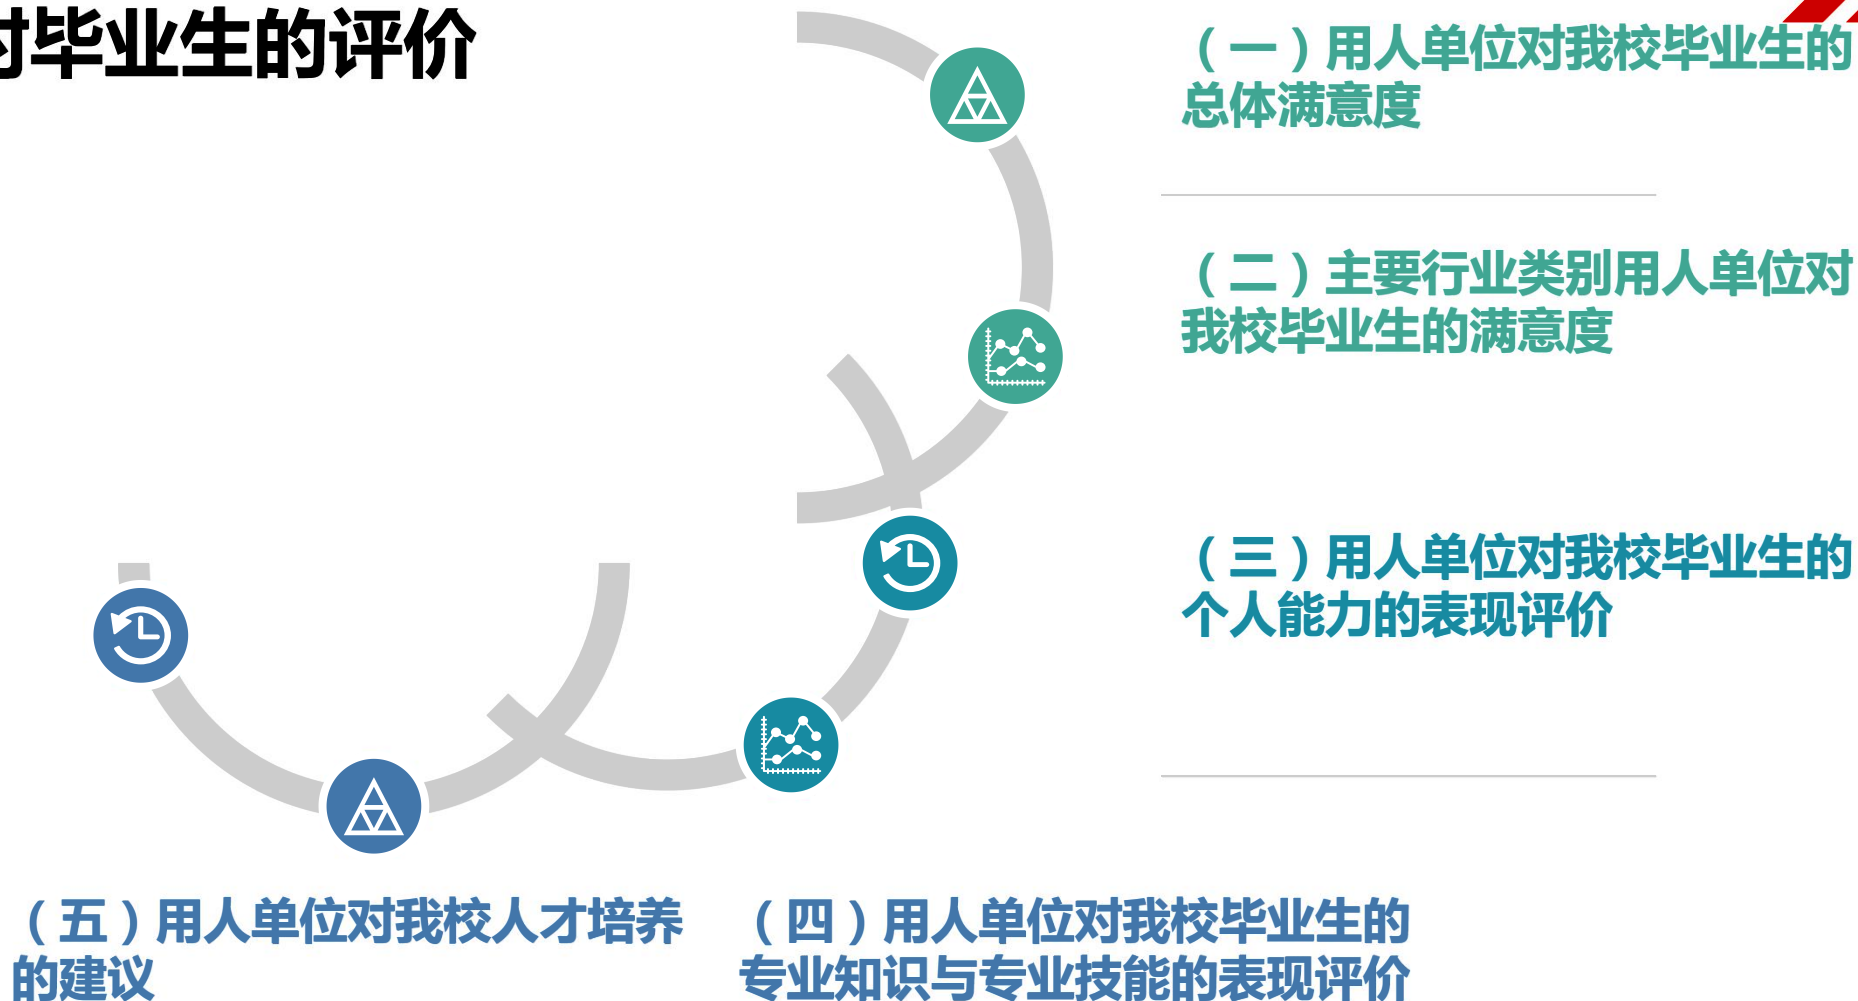 对毕业生的评价
（一）用人单位对我校毕业生的
总体满意度
（二）主要行业类别用人单位对
我校毕业生的满意度
（三）用人单位对我校毕业生的
个人能力的表现评价
（四）用人单位对我校毕业生的
专业知识与专业技能的表现评价
（五）用人单位对我校人才培养
的建议